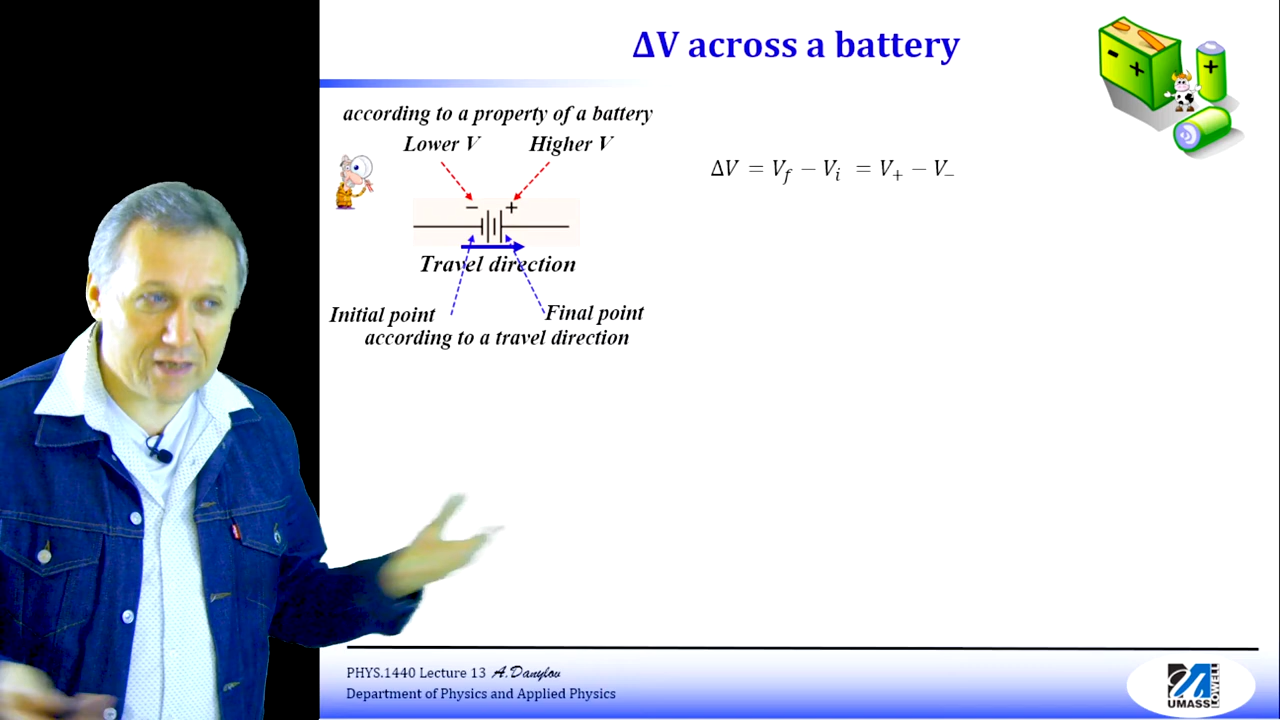 ΔV across a battery
according to a property of a battery
Lower V Higher V
− +
Travel direction
Initial point Final point
according to a travel direction
ΔV = V_f − V_i = V_+ − V_−
- +
+
PHYS.1440 Lecture 13 A.Danylov
Department of Physics and Applied Physics
UMASS LOWELL